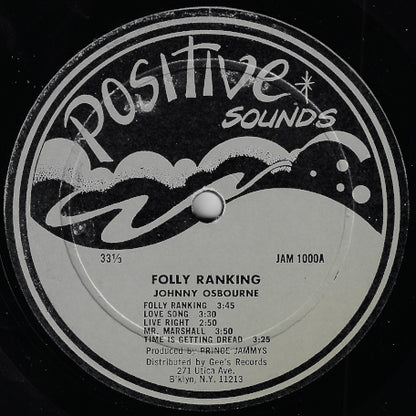 POSITIVE
SOUNDS
33⅓
JAM 1000A
FOLLY RANKING
JOHNNY OSBOURNE
FOLLY RANKING 3:45
LOVE SONG 3:30
LIVE RIGHT 2:50
MR. MARSHALL 3:50
TIME IS GETTING DREAD 3:25
Produced by PRINCE JAMMYS
Distributed by Gee's Records
271 Utica Ave.
B'klyn, N.Y. 11213